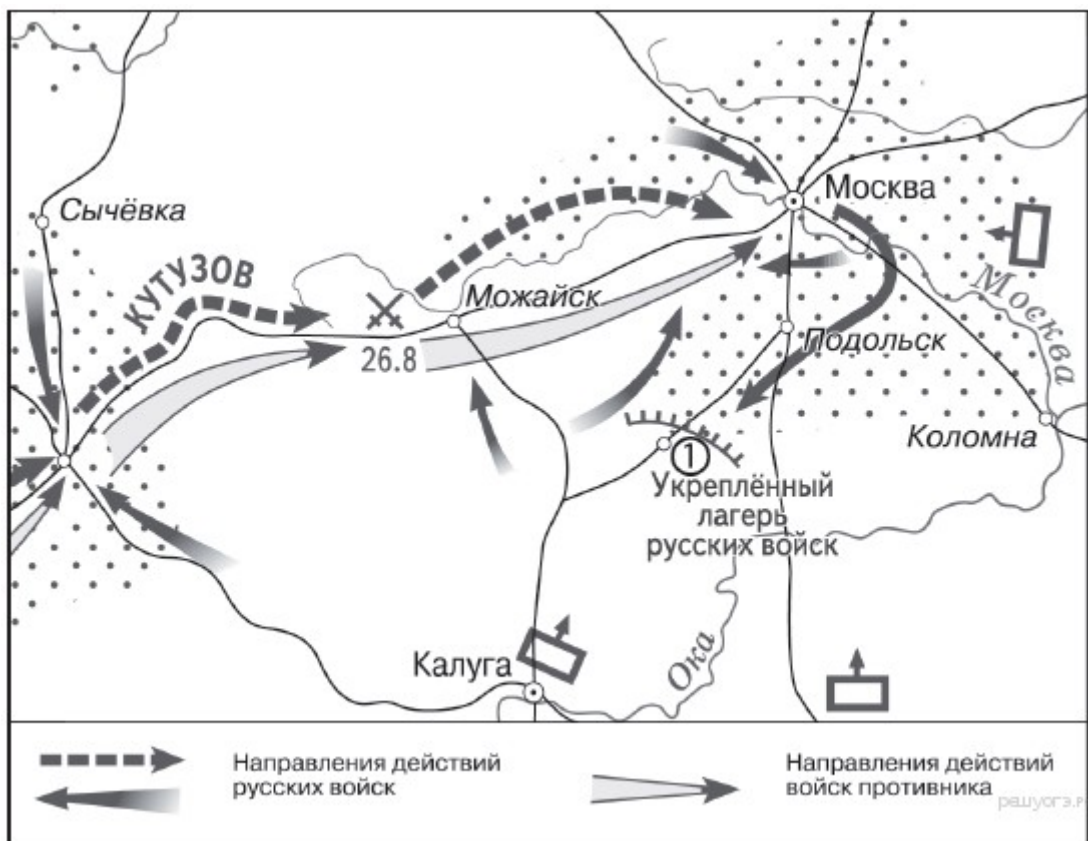 Москва
Сычёвка
КУТУЗОВ
Можайск
Москва
26.8
Подольск
Коломна
1
Укреплённый
лагерь
русских войск
Калуга
Ока
Направления действий
русских войск
Направления действий
войск противника